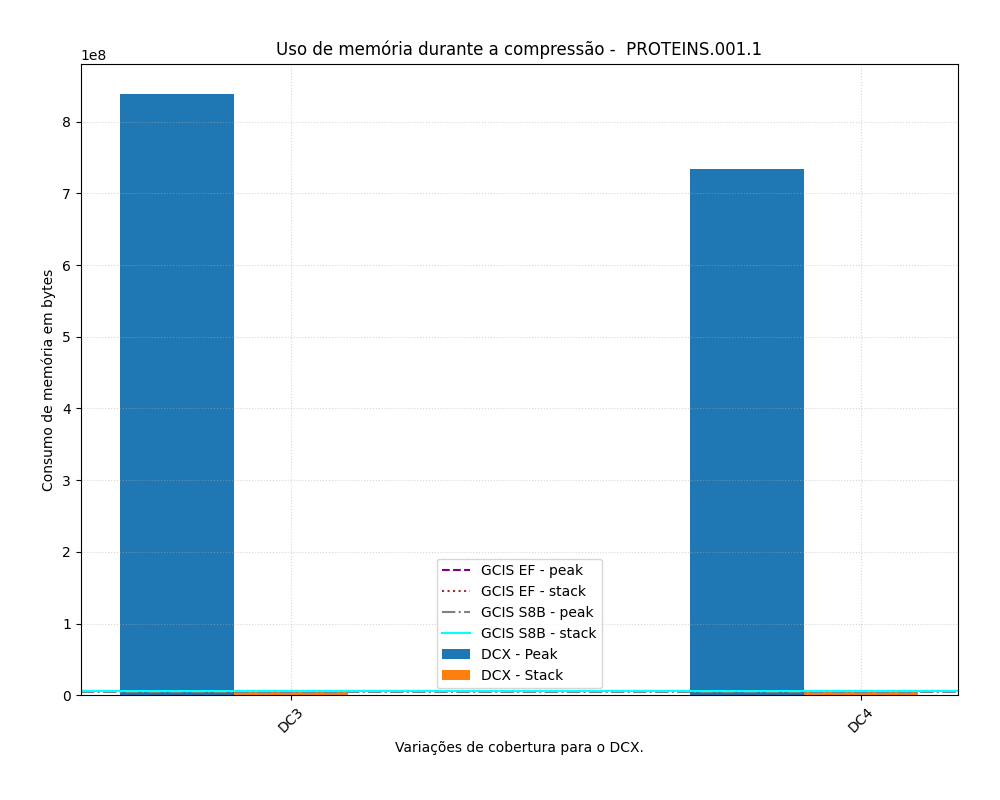 Uso de memória durante a compressão -  PROTEINS.001.1
1e8
8
7
6
5
4
3
2
1
0
Consumo de memória em bytes
GCIS EF - peak
GCIS EF - stack
GCIS S8B - peak
GCIS S8B - stack
DCX - Peak
DCX - Stack
DC3
DC4
Variações de cobertura para o DCX.